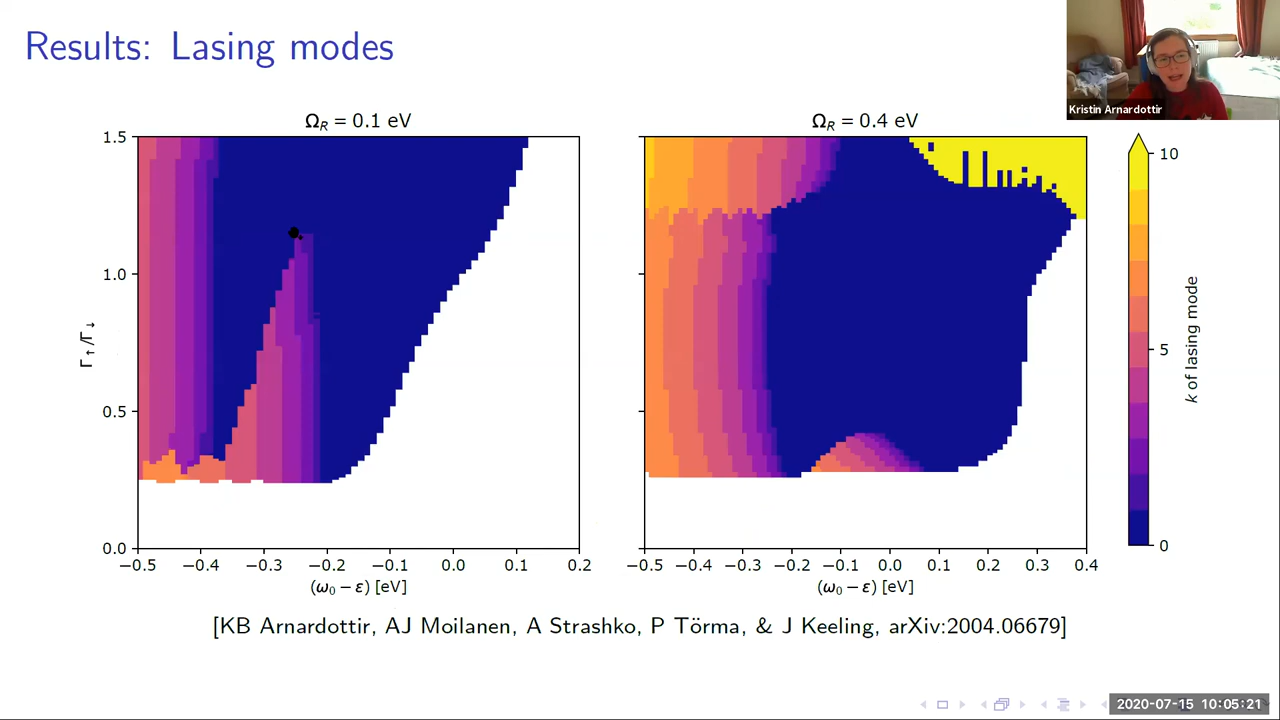 Results: Lasing modes
Kristin Arnardottir
Ω_R = 0.1 eV
Ω_R = 0.4 eV
1.5
1.0
0.5
0.0
Γ↑/Γ↓
−0.5 −0.4 −0.3 −0.2 −0.1 0.0 0.1 0.2
(ω₀ − ε) [eV]
−0.5 −0.4 −0.3 −0.2 −0.1 0.0 0.1 0.2 0.3 0.4
(ω₀ − ε) [eV]
10
5
0
k of lasing mode
[KB Arnardottir, AJ Moilanen, A Strashko, P Törma, & J Keeling, arXiv:2004.06679]
2020-07-15 10:05:21